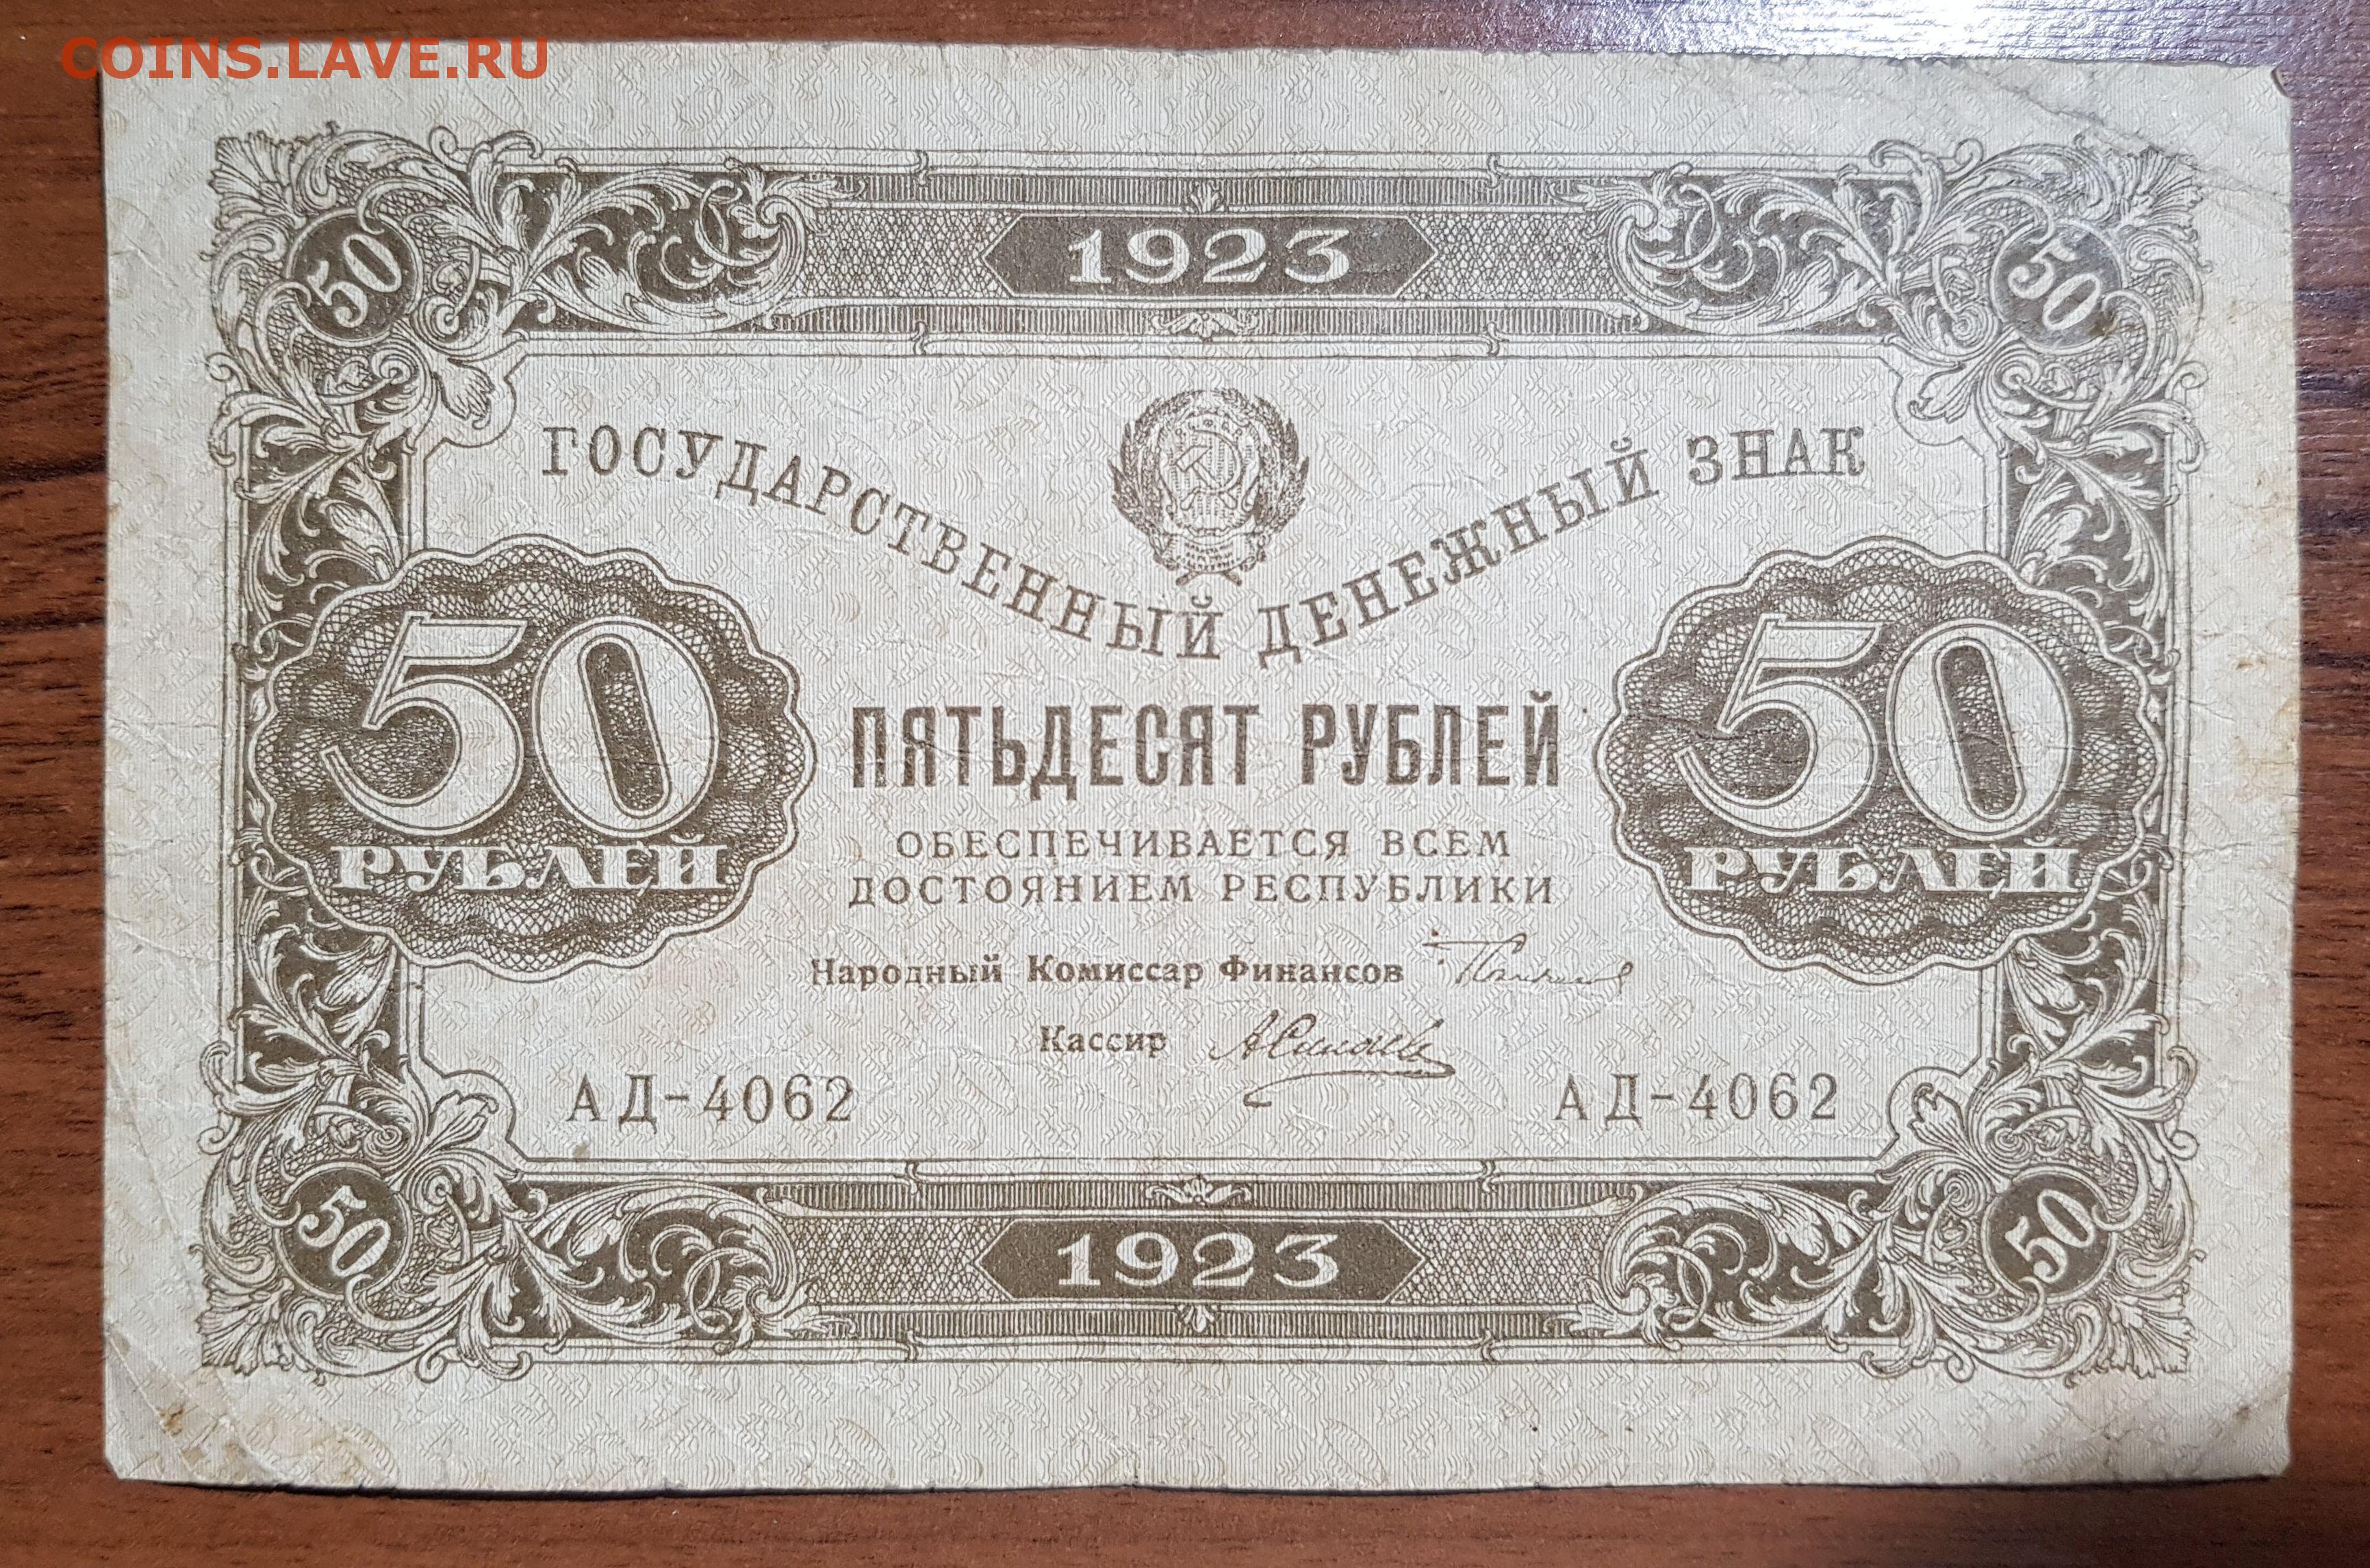 COINS.LAVE.RU
1923
50 50
ГОСУДАРСТВЕННЫЙ ДЕНЕЖНЫЙ ЗНАК
50 РУБЛЕЙ
ПЯТЬДЕСЯТ РУБЛЕЙ
50 РУБЛЕЙ
ОБЕСПЕЧИВАЕТСЯ ВСЕМ
ДОСТОЯНИЕМ РЕСПУБЛИКИ
Народный Комиссар Финансов
Кассир
АД-4062 АД-4062
50 50
1923